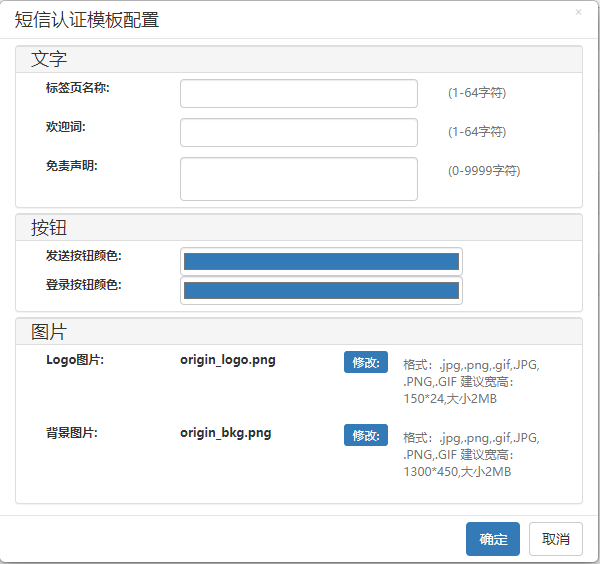 短信认证模板配置
×
文字
标签页名称:
(1-64字符)
欢迎词:
(1-64字符)
免责声明:
(0-9999字符)
按钮
发送按钮颜色:
登录按钮颜色:
图片
Logo图片:
origin_logo.png
修改:
格式：.jpg,.png,.gif,.JPG,
.PNG,.GIF 建议宽高：
150*24,大小2MB
背景图片:
origin_bkg.png
修改:
格式：.jpg,.png,.gif,.JPG,
.PNG,.GIF 建议宽高：
1300*450,大小2MB
确定
取消